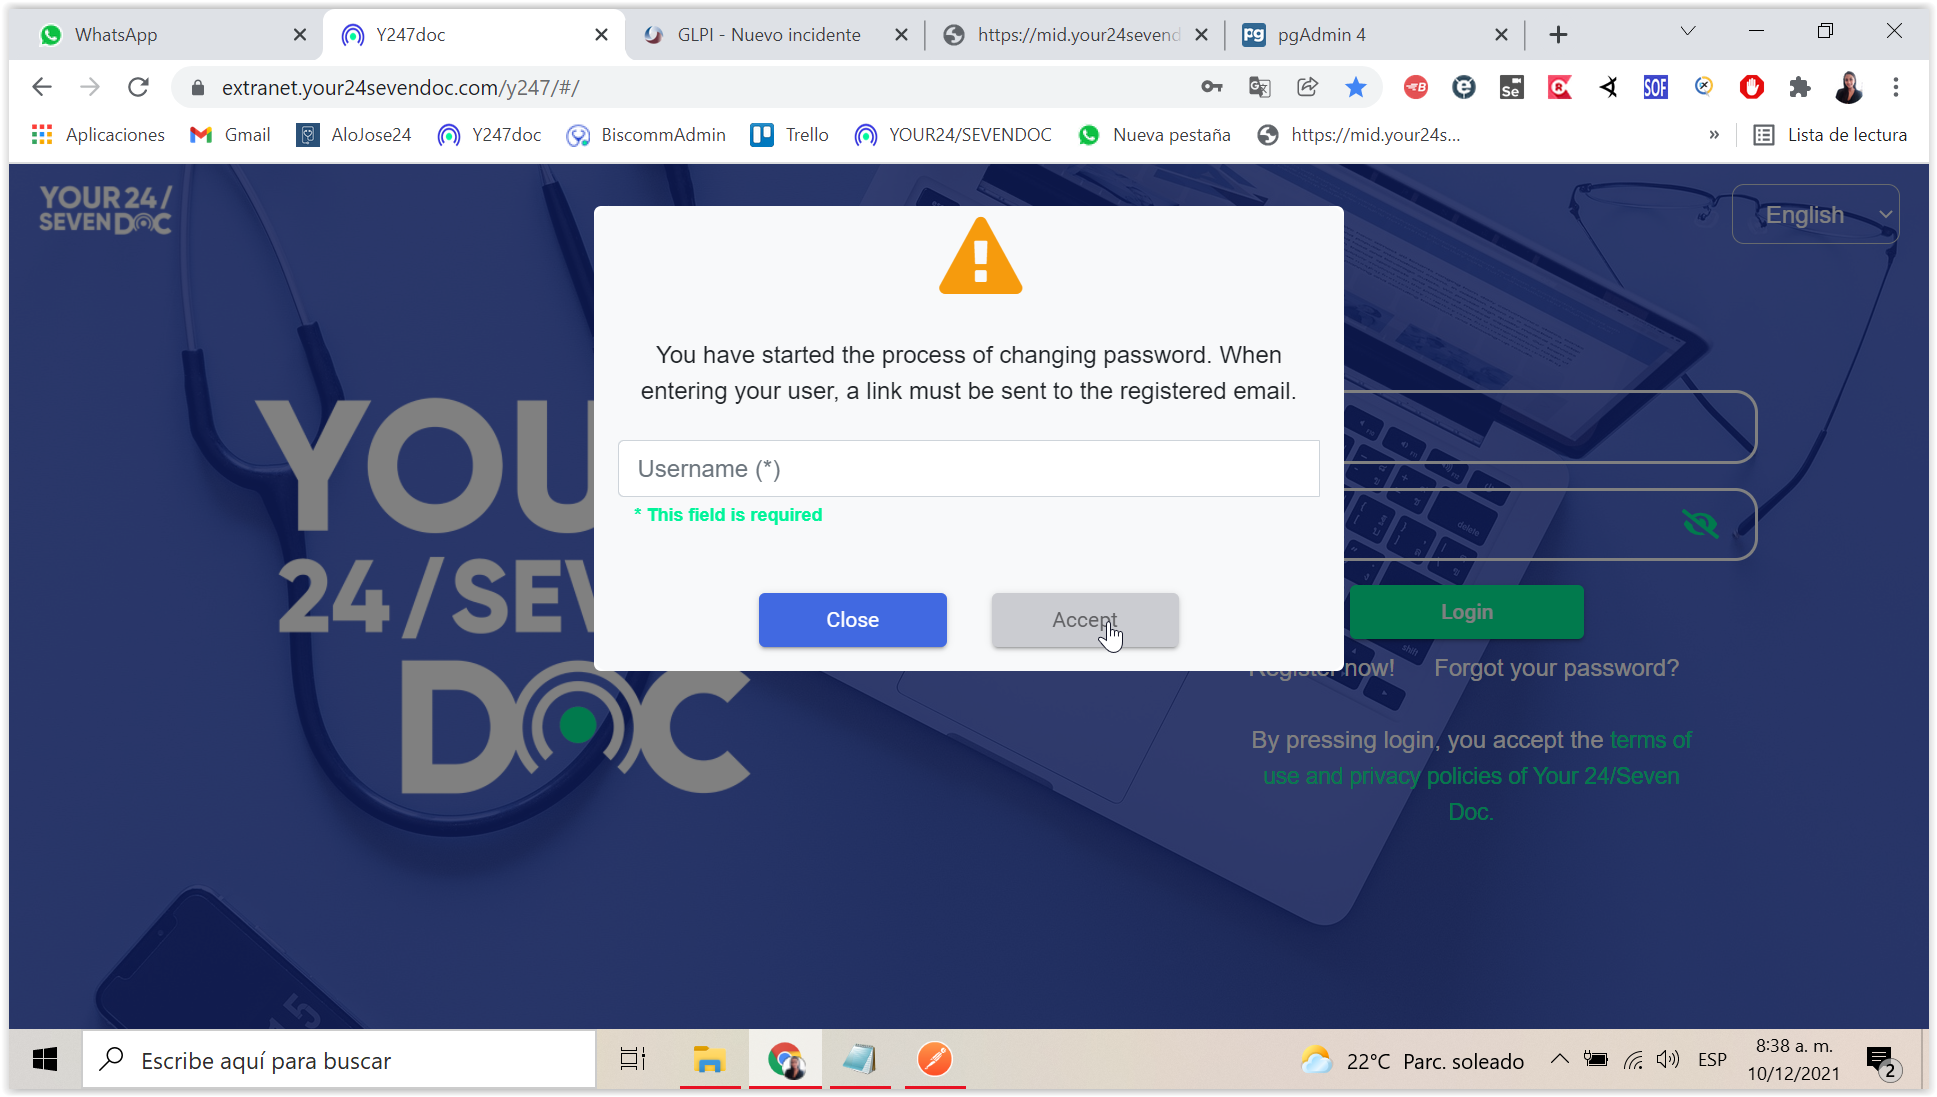 WhatsApp
Y247doc
GLPI - Nuevo incidente
https://mid.your24sevend
pgAdmin 4
extranet.your24sevendoc.com/y247/#/
Aplicaciones
Gmail
AloJose24
Y247doc
BiscommAdmin
Trello
YOUR24/SEVENDOC
Nueva pestaña
https://mid.your24s...
»
Lista de lectura
YOUR 24/
SEVEN DOC
English
You have started the process of changing password. When
entering your user, a link must be sent to the registered email.
Username (*)
* This field is required
Close
Accept
YOU
24/SEV
DOC
Login
Register now!
Forgot your password?
By pressing login, you accept the terms of
use and privacy policies of Your 24/Seven
Doc.
Escribe aquí para buscar
22°C Parc. soleado
ESP
8:38 a. m.
10/12/2021
2